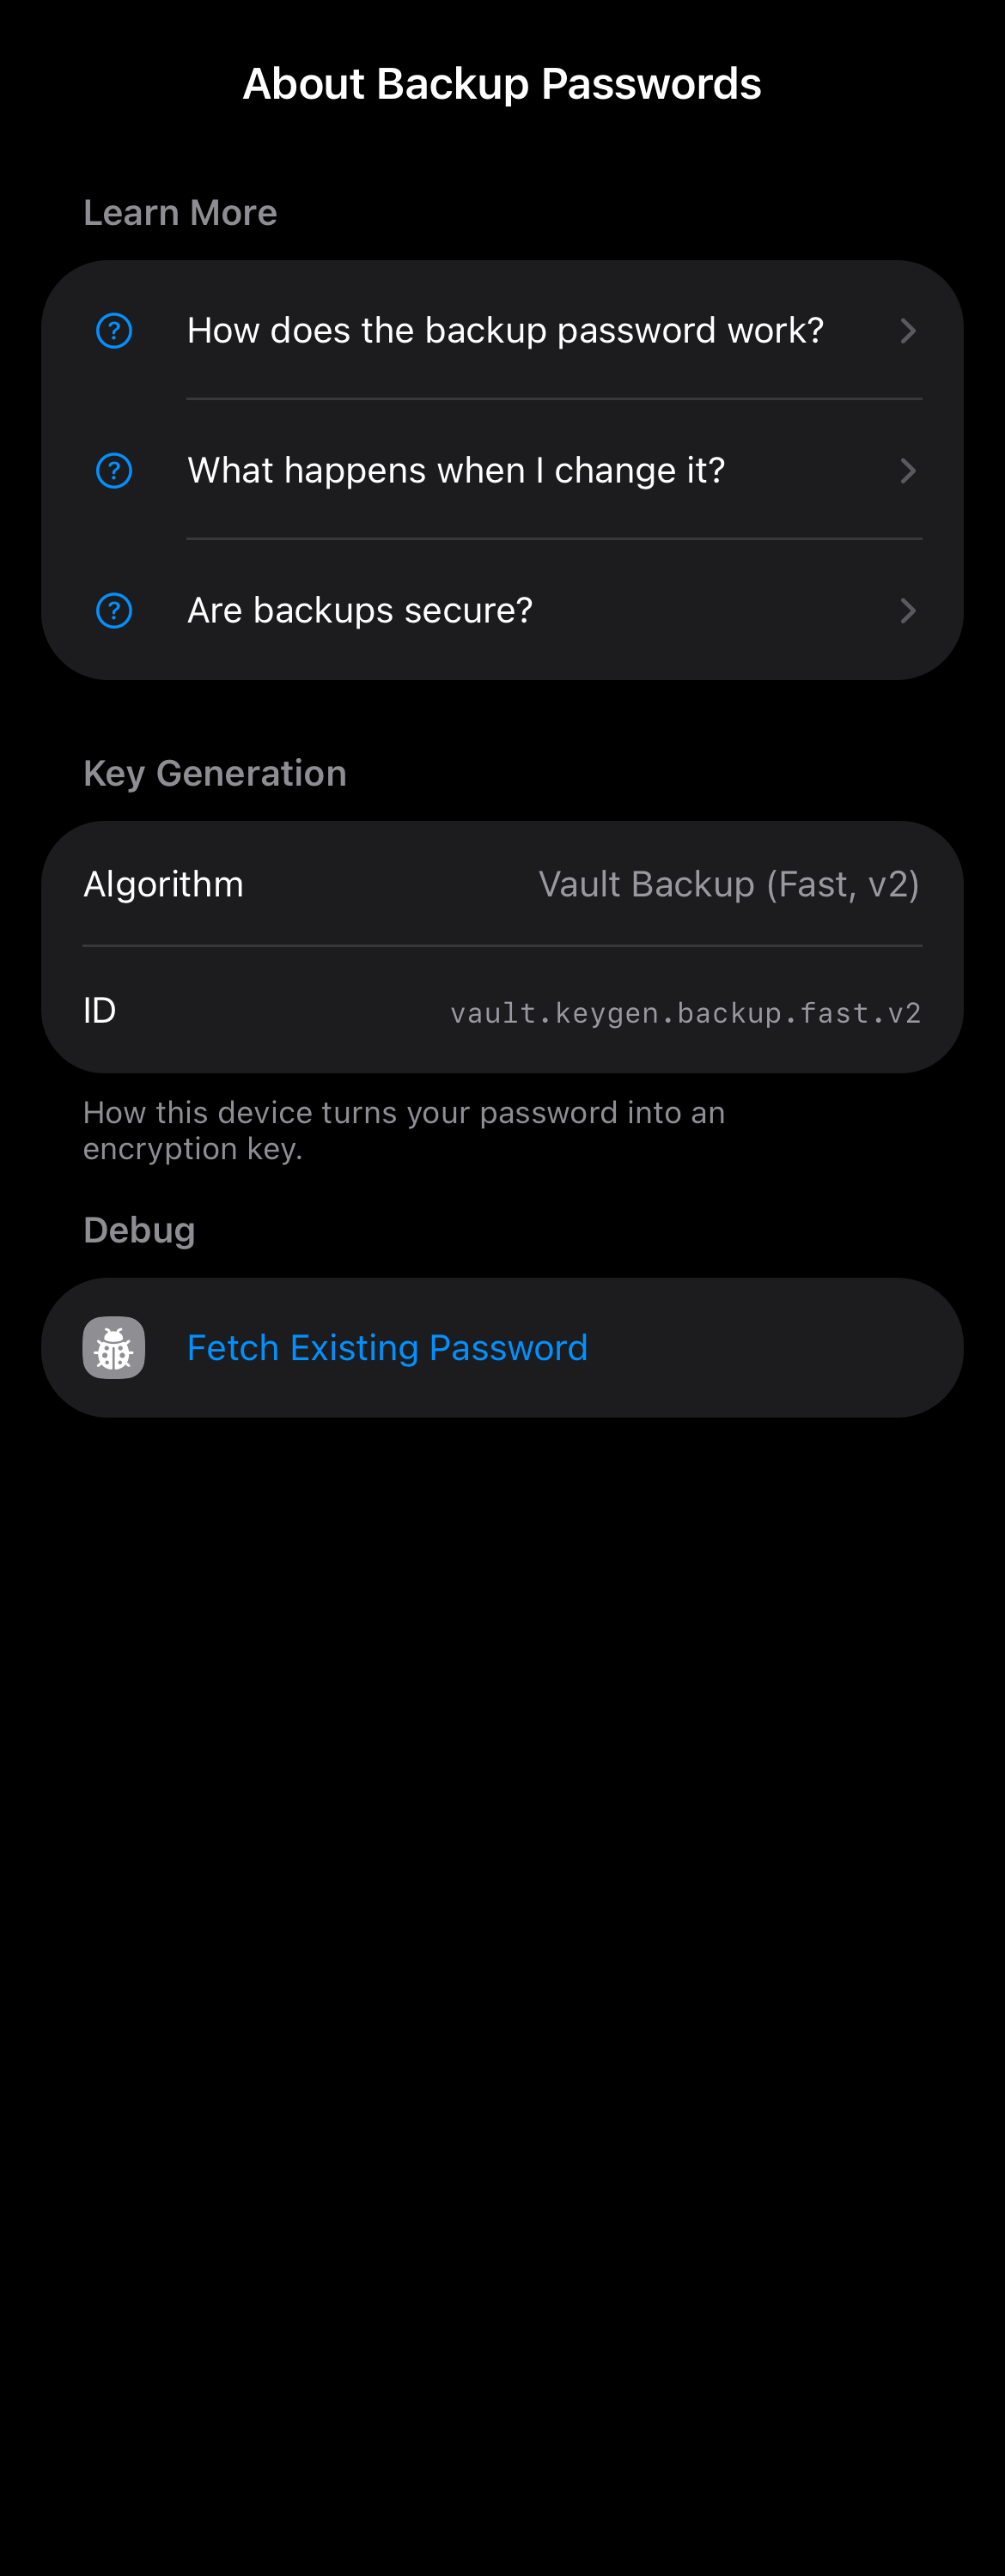 About Backup Passwords
Learn More
How does the backup password work?
What happens when I change it?
Are backups secure?
Key Generation
Algorithm Vault Backup (Fast, v2)
ID vault.keygen.backup.fast.v2
How this device turns your password into an
encryption key.
Debug
Fetch Existing Password